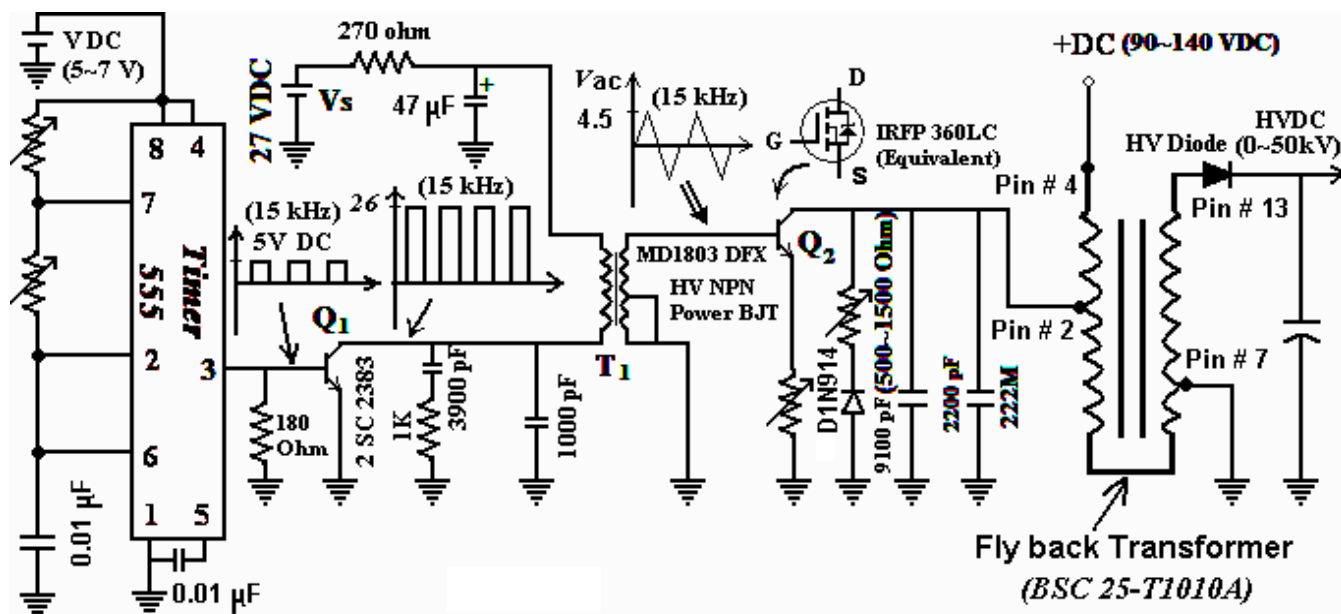 V DC
(5~7 V)
270 ohm
27 VDC
Vs
47 µF
+
Vac
4.5
(15 kHz)
D
G
S
IRFP 360LC
(Equivalent)
+DC (90~140 VDC)
HVDC
HV Diode (0~50kV)
Pin # 4
Pin # 13
8
4
7
2
3
6
1
5
Timer
555
(15 kHz)
5V DC
26
(15 kHz)
Q1
2 SC 2383
180
Ohm
1K
3900 pF
1000 pF
T1
MD1803 DFX
HV NPN
Power BJT
Q2
D1N914
(500~1500 Ohm)
9100 pF
2200 pF
222M
Pin # 2
Pin # 7
0.01 µF
0.01 µF
Fly back Transformer
(BSC 25-T1010A)